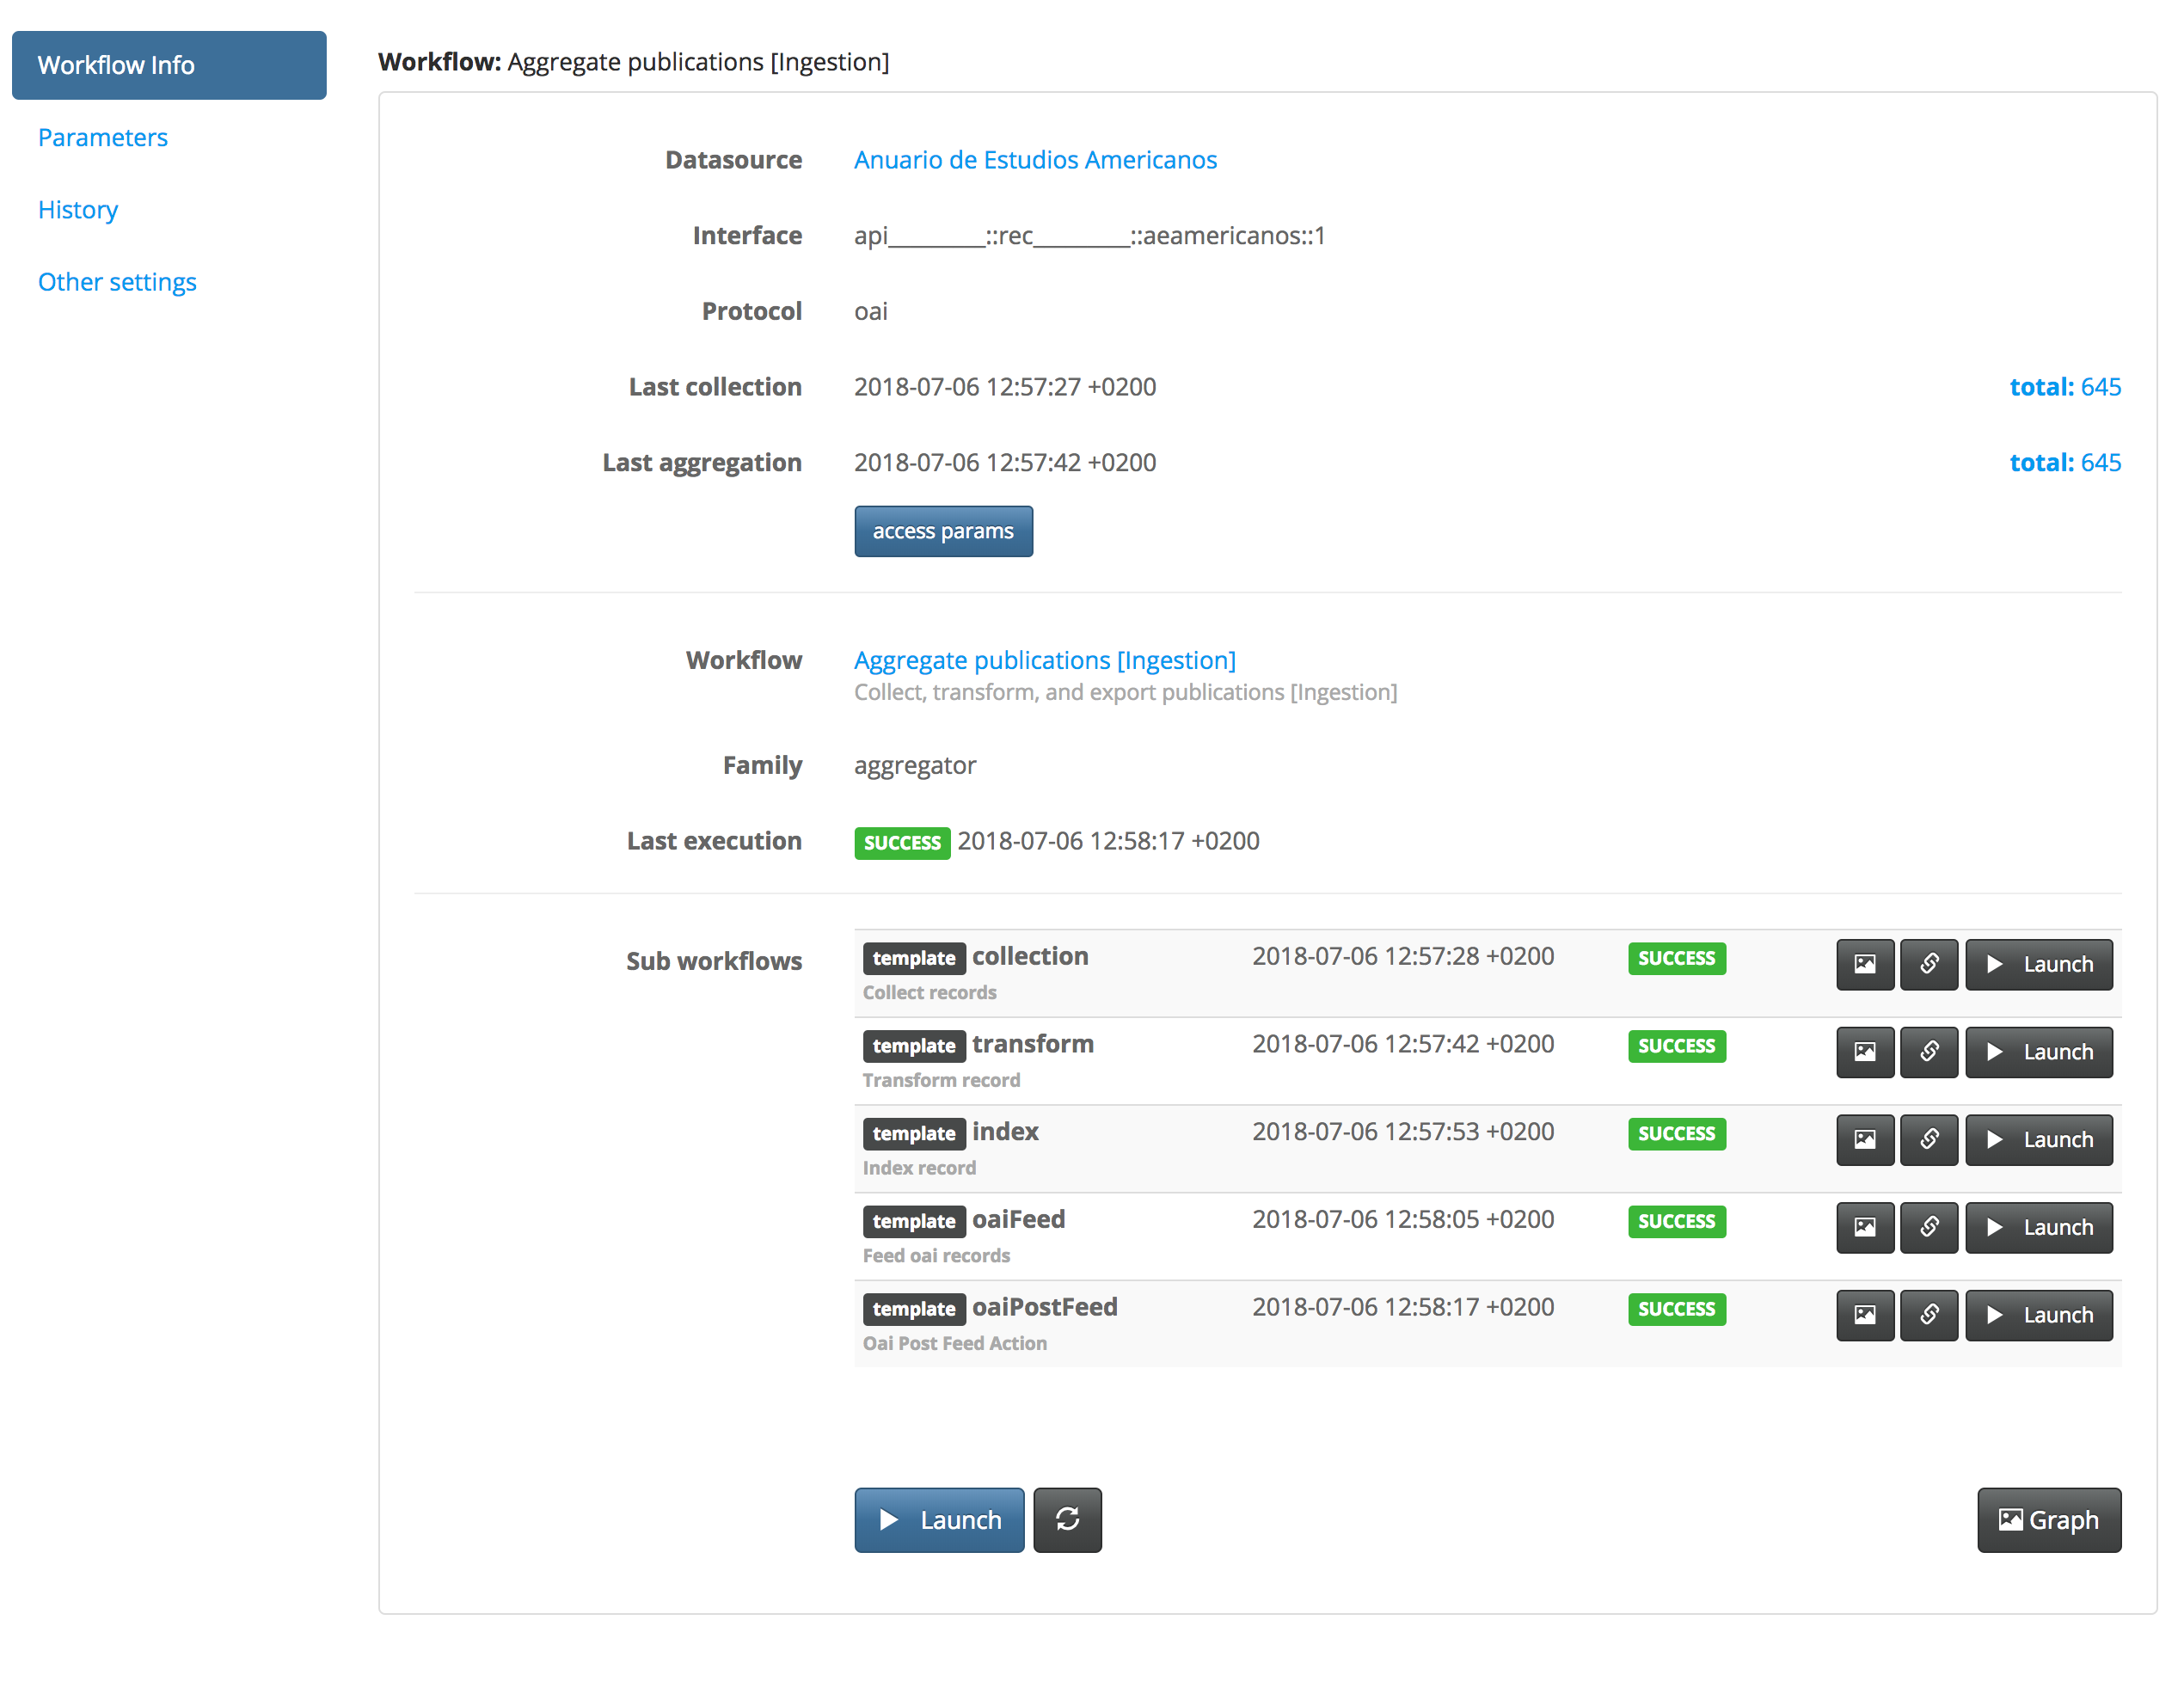 Workflow Info
Parameters
History
Other settings
Workflow: Aggregate publications [Ingestion]
Datasource Anuario de Estudios Americanos
Interface api_________::rec_________::aeamericanos::1
Protocol oai
Last collection 2018-07-06 12:57:27 +0200 total: 645
Last aggregation 2018-07-06 12:57:42 +0200 total: 645
access params
Workflow Aggregate publications [Ingestion]
Collect, transform, and export publications [Ingestion]
Family aggregator
Last execution SUCCESS 2018-07-06 12:58:17 +0200
Sub workflows template collection 2018-07-06 12:57:28 +0200 SUCCESS Launch
Collect records
template transform 2018-07-06 12:57:42 +0200 SUCCESS Launch
Transform record
template index 2018-07-06 12:57:53 +0200 SUCCESS Launch
Index record
template oaiFeed 2018-07-06 12:58:05 +0200 SUCCESS Launch
Feed oai records
template oaiPostFeed 2018-07-06 12:58:17 +0200 SUCCESS Launch
Oai Post Feed Action
Launch Graph